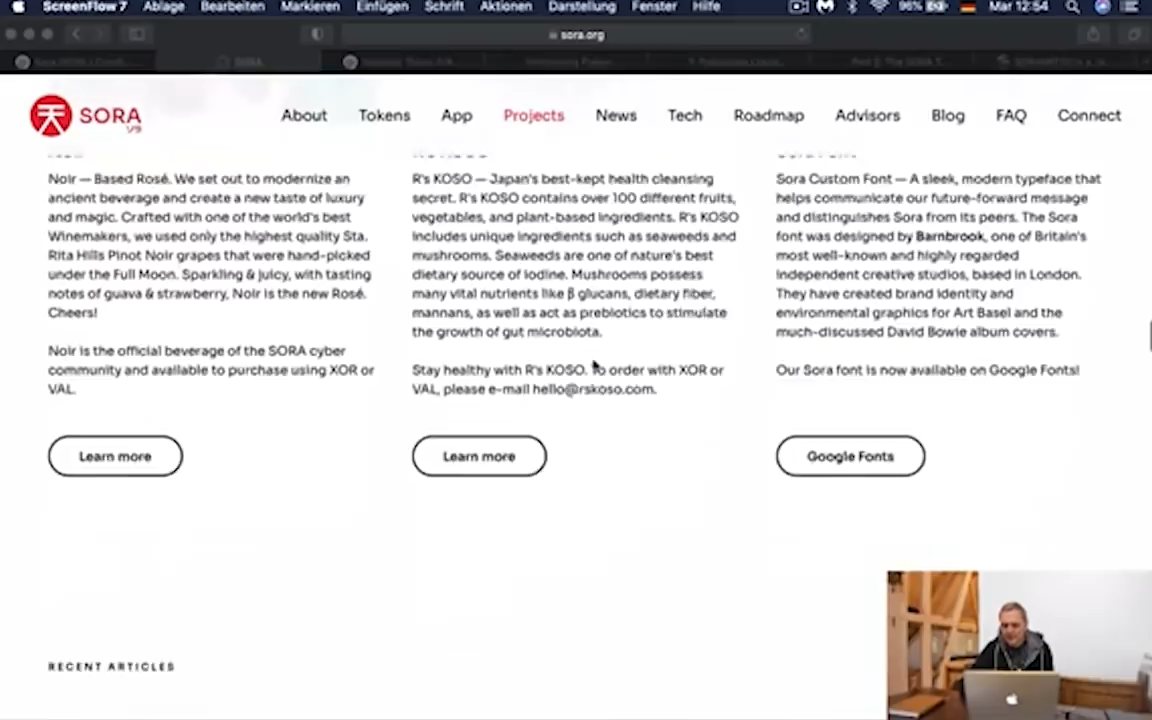 ScreenFlow 7 Ablage Bearbeiten Markieren Einfügen Schrift Aktionen Darstellung Fenster Hilfe 96% Mar 12:54
sora.org
SORA
SORA
About Tokens App Projects News Tech Roadmap Advisors Blog FAQ Connect
Noir — Based Rosé. We set out to modernize an
ancient beverage and create a new taste of luxury
and magic. Crafted with one of the world's best
Winemakers, we used only the highest quality Sta.
Rita Hills Pinot Noir grapes that were hand-picked
under the Full Moon. Sparkling & juicy, with tasting
notes of guava & strawberry, Noir is the new Rosé.
Cheers!
Noir is the official beverage of the SORA cyber
community and available to purchase using XOR or
VAL.
Learn more
R's KOSO — Japan's best-kept health cleansing
secret. R's KOSO contains over 100 different fruits,
vegetables, and plant-based ingredients. R's KOSO
includes unique ingredients such as seaweeds and
mushrooms. Seaweeds are one of nature's best
dietary source of iodine. Mushrooms possess
many vital nutrients like β glucans, dietary fiber,
mannans, as well as act as prebiotics to stimulate
the growth of gut microbiota.
Stay healthy with R's KOSO. To order with XOR or
VAL, please e-mail hello@rskoso.com.
Learn more
Sora Custom Font — A sleek, modern typeface that
helps communicate our future-forward message
and distinguishes Sora from its peers. The Sora
font was designed by Barnbrook, one of Britain's
most well-known and highly regarded
independent creative studios, based in London.
They have created brand identity and
environmental graphics for Art Basel and the
much-discussed David Bowie album covers.
Our Sora font is now available on Google Fonts!
Google Fonts
RECENT ARTICLES